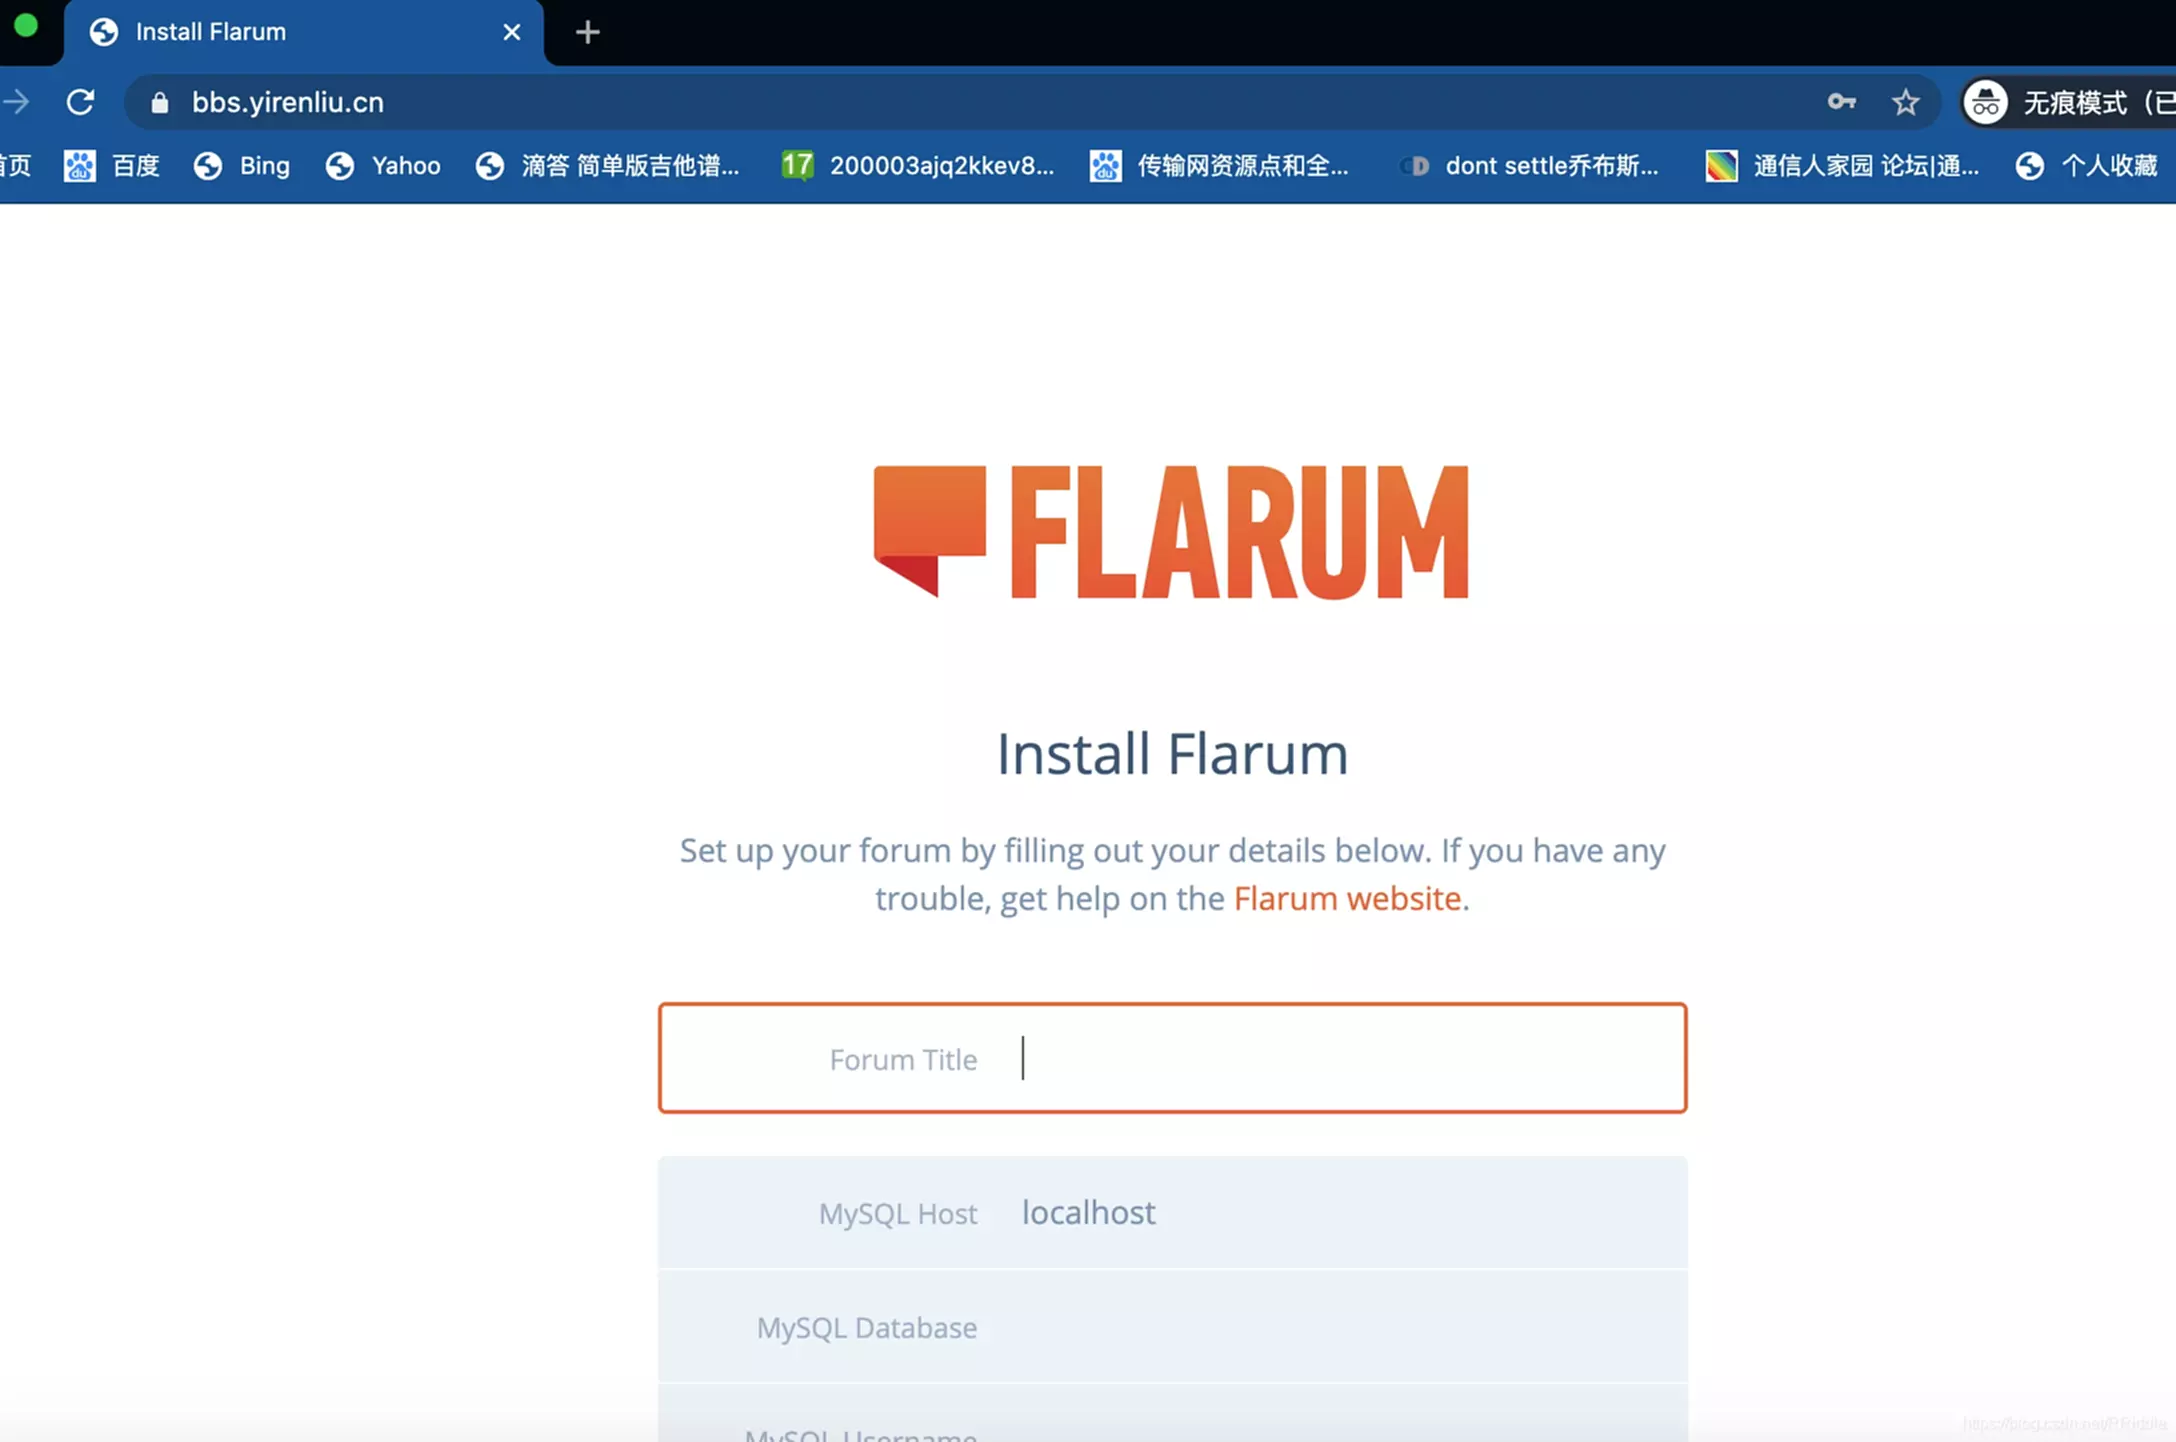 Install Flarum
bbs.yirenliu.cn
无痕模式（已
首页 百度 Bing Yahoo 滴答 简单版吉他谱... 17 200003ajq2kkev8... 传输网资源点和全... dont settle乔布斯... 通信人家园 论坛|通... 个人收藏
FLARUM
Install Flarum
Set up your forum by filling out your details below. If you have any
trouble, get help on the Flarum website.
Forum Title
MySQL Host localhost
MySQL Database
MySQL Username